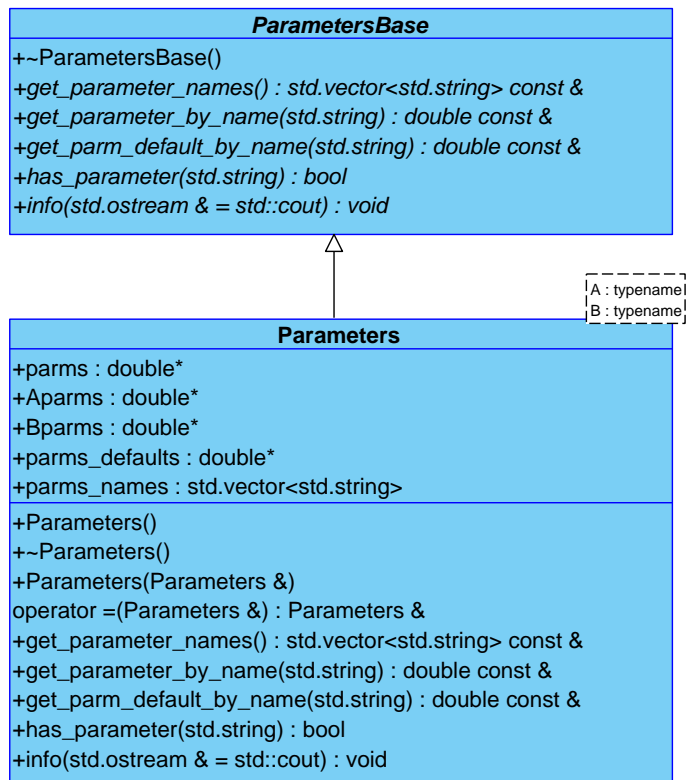 ParametersBase
+~ParametersBase()
+get_parameter_names() : std.vector<std.string> const &
+get_parameter_by_name(std.string) : double const &
+get_parm_default_by_name(std.string) : double const &
+has_parameter(std.string) : bool
+info(std.ostream & = std::cout) : void
A : typename
B : typename
Parameters
+parms : double*
+Aparms : double*
+Bparms : double*
+parms_defaults : double*
+parms_names : std.vector<std.string>
+Parameters()
+~Parameters()
+Parameters(Parameters &)
operator =(Parameters &) : Parameters &
+get_parameter_names() : std.vector<std.string> const &
+get_parameter_by_name(std.string) : double const &
+get_parm_default_by_name(std.string) : double const &
+has_parameter(std.string) : bool
+info(std.ostream & = std::cout) : void